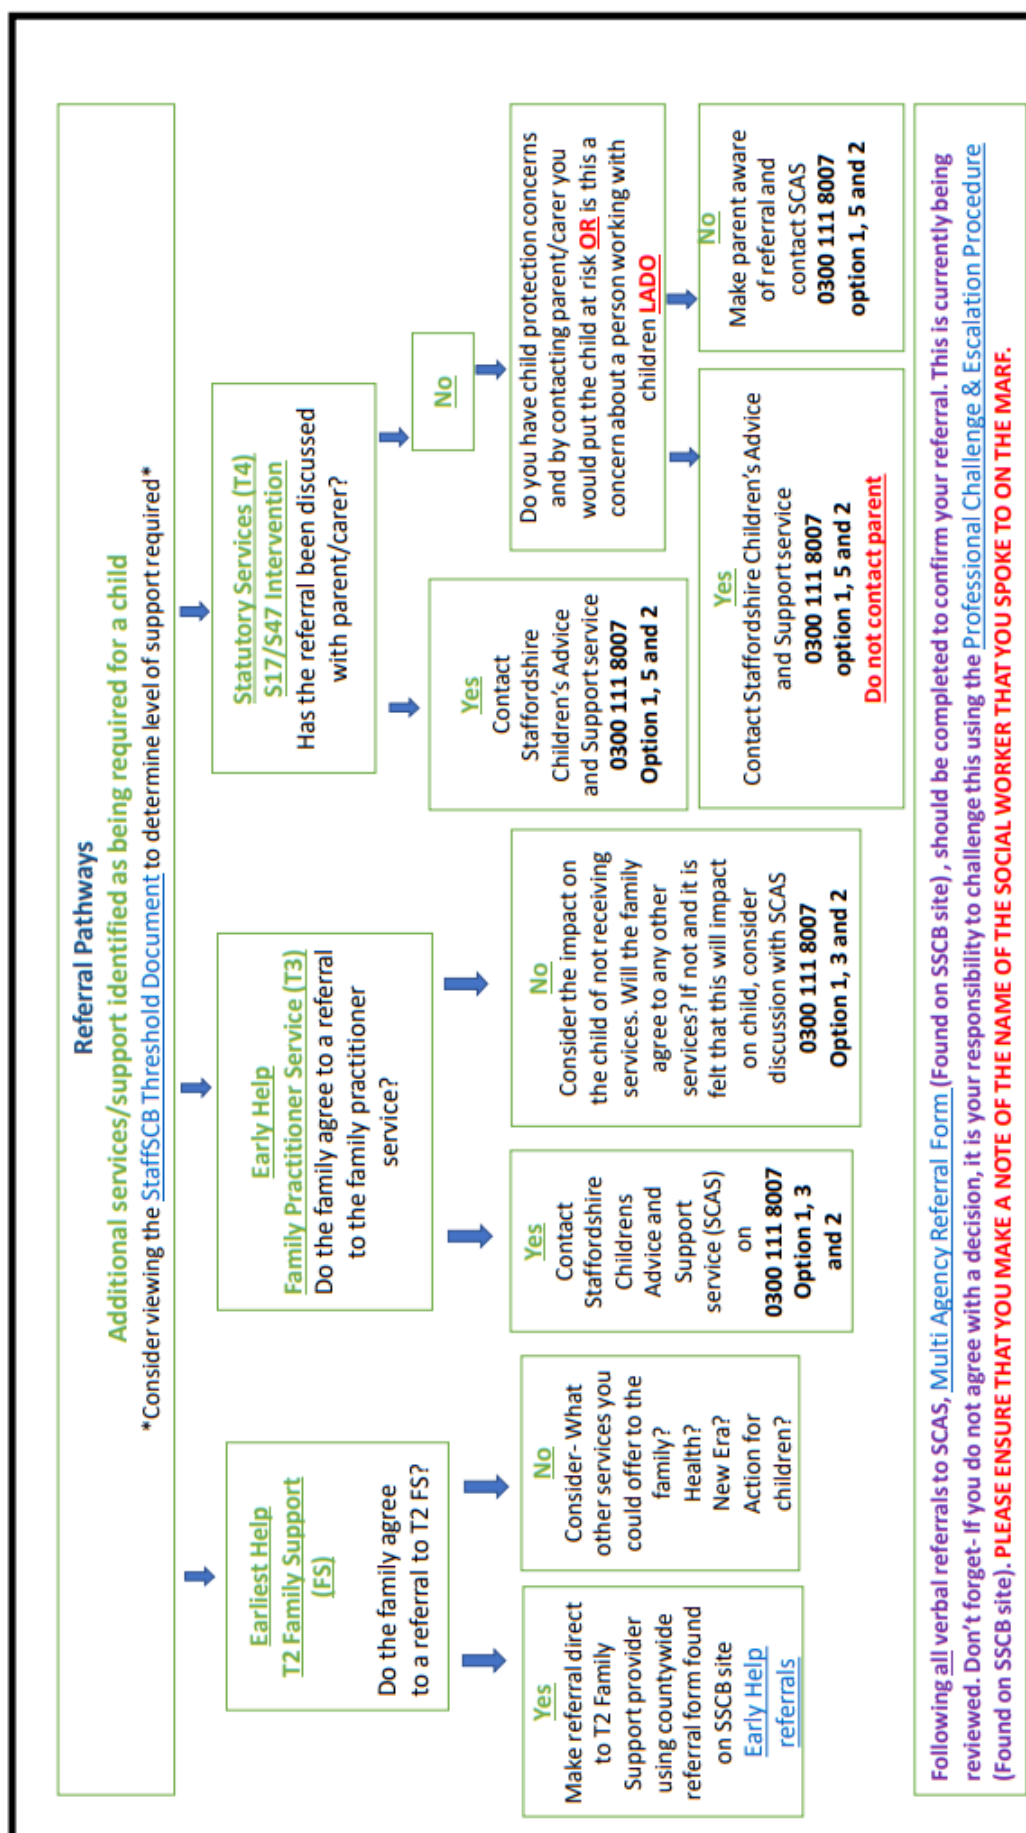 Referral Pathways
Additional services/support identified as being required for a child
*Consider viewing the StaffSCB Threshold Document to determine level of support required*
Earliest Help
T2 Family Support
(FS)
Do the family agree
to a referral to T2 FS?
Yes
Make referral direct
to T2 Family
Support provider
using countywide
referral form found
on SSCB site
Early Help
referrals
No
Consider- What
other services you
could offer to the
family?
Health?
New Era?
Action for
children?
Early Help
Family Practitioner Service (T3)
Do the family agree to a referral
to the family practitioner
service?
Yes
Contact
Staffordshire
Childrens
Advice and
Support
service (SCAS)
on
0300 111 8007
Option 1, 3
and 2
No
Consider the impact on
the child of not receiving
services. Will the family
agree to any other
services? If not and it is
felt that this will impact
on child, consider
discussion with SCAS
0300 111 8007
Option 1, 3 and 2
Statutory Services (T4)
S17/S47 Intervention
Has the referral been discussed
with parent/carer?
Yes
Contact
Staffordshire
Children's Advice
and Support service
0300 111 8007
Option 1, 5 and 2
No
Do you have child protection concerns
and by contacting parent/carer you
would put the child at risk OR is this a
concern about a person working with
children LADO
Yes
Contact Staffordshire Children's Advice
and Support service
0300 111 8007
option 1, 5 and 2
Do not contact parent
No
Make parent aware
of referral and
contact SCAS
0300 111 8007
option 1, 5 and 2
Following all verbal referrals to SCAS, Multi Agency Referral Form (Found on SSCB site) , should be completed to confirm your referral. This is currently being
reviewed. Don't forget- If you do not agree with a decision, it is your responsibility to challenge this using the Professional Challenge & Escalation Procedure
(Found on SSCB site). PLEASE ENSURE THAT YOU MAKE A NOTE OF THE NAME OF THE SOCIAL WORKER THAT YOU SPOKE TO ON THE MARF.